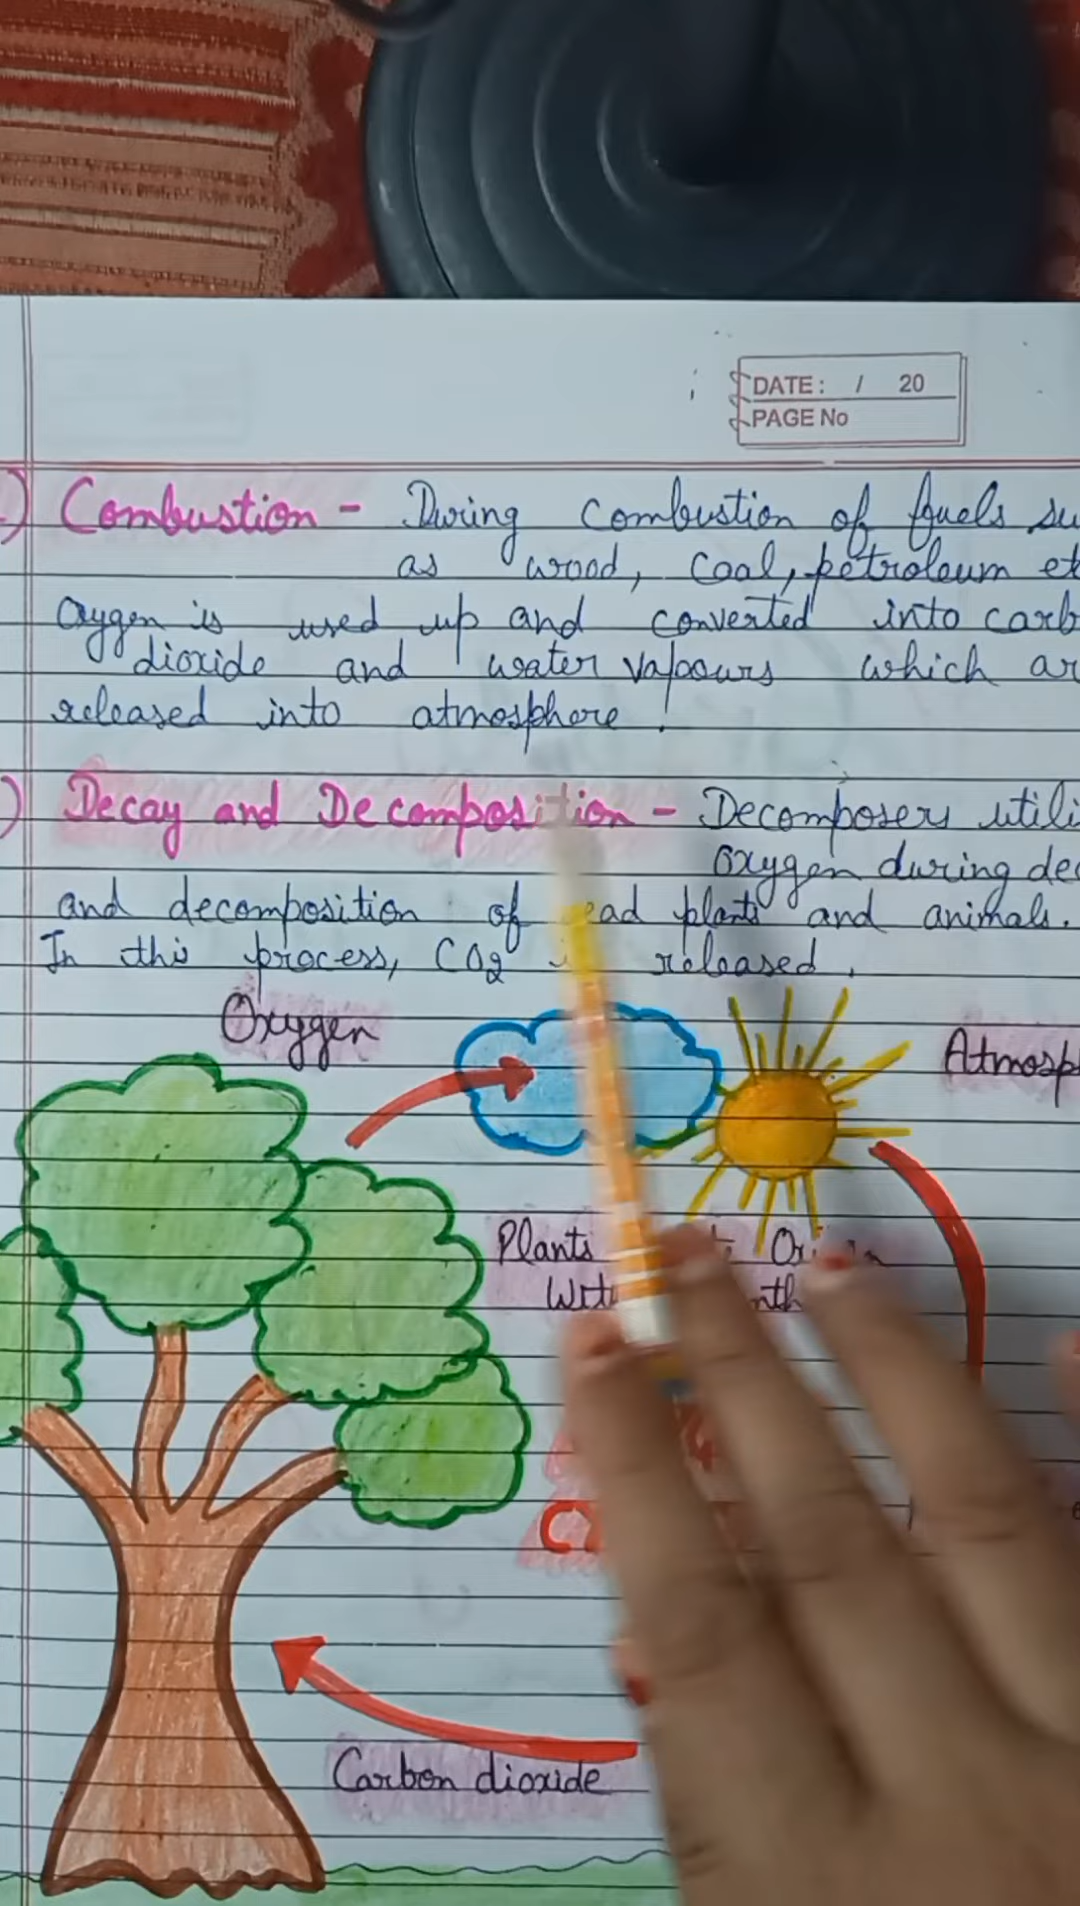 DATE: / 20
PAGE No
Combustion - During combustion of fuels su
as wood, coal, petroleum et
Oxygen is used up and converted into carb
dioxide and water vapours which ar
released into atmosphere.
Decay and Decomposition - Decomposers utili
oxygen during dec
and decomposition of ead plants and animals.
In this process, CO2 released.
Oxygen
Atmosp
Plants
With
Carbon dioxide